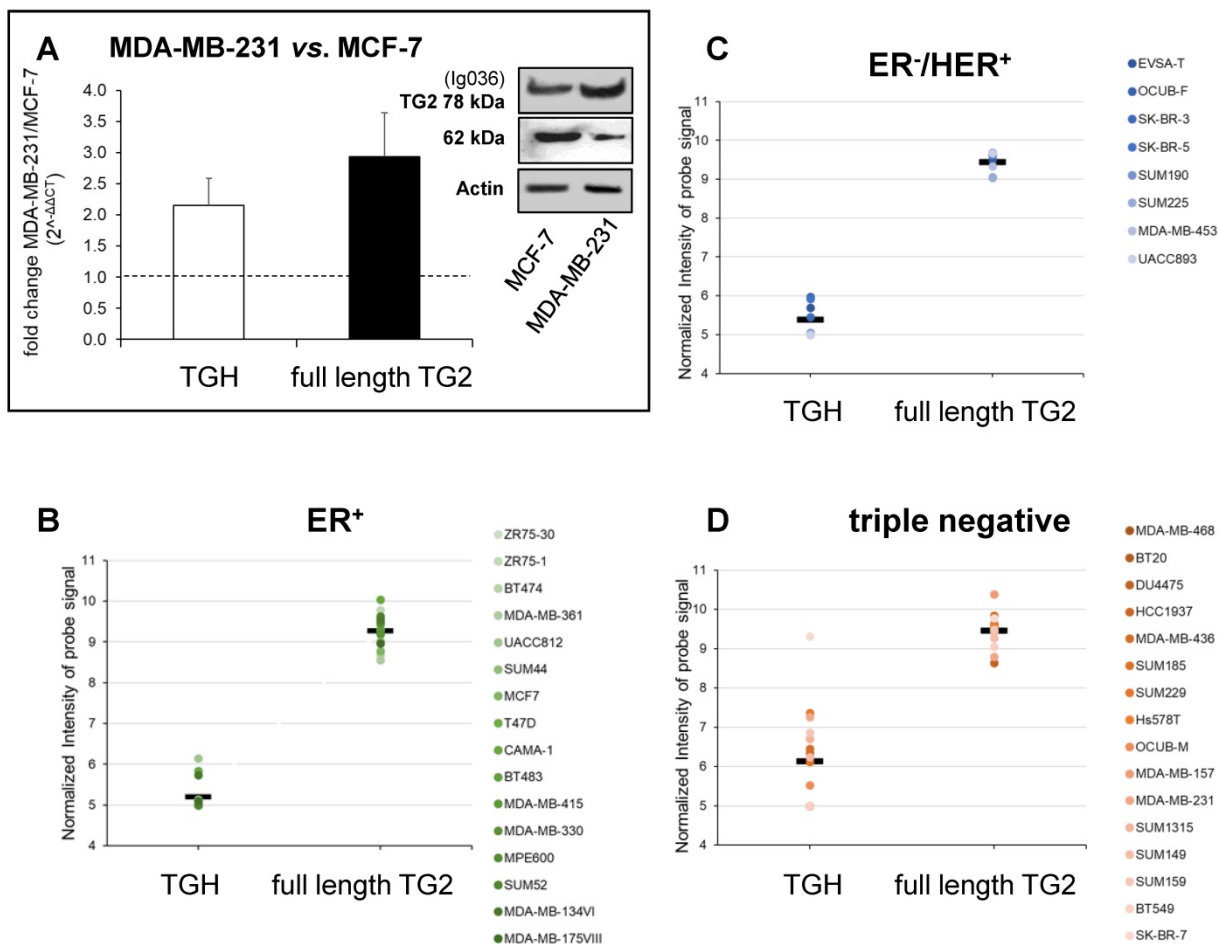 A
MDA-MB-231 vs. MCF-7
fold change MDA-MB-231/MCF-7
(2^-ΔΔCT)
4.0
3.5
3.0
2.5
2.0
1.5
1.0
0.5
0.0
TGH
full length TG2
(Ig036)
TG2 78 kDa
62 kDa
Actin
MCF-7
MDA-MB-231
C
ER-/HER+
Normalized Intensity of probe signal
11
10
9
8
7
6
5
4
TGH
full length TG2
EVSA-T
OCUB-F
SK-BR-3
SK-BR-5
SUM190
SUM225
MDA-MB-453
UACC893
B
ER+
Normalized Intensity of probe signal
11
10
9
8
7
6
5
4
TGH
full length TG2
ZR75-30
ZR75-1
BT474
MDA-MB-361
UACC812
SUM44
MCF7
T47D
CAMA-1
BT483
MDA-MB-415
MDA-MB-330
MPE600
SUM52
MDA-MB-134VI
MDA-MB-175VIII
D
triple negative
Normalized Intensity of probe signal
11
10
9
8
7
6
5
4
TGH
full length TG2
MDA-MB-468
BT20
DU4475
HCC1937
MDA-MB-436
SUM185
SUM229
Hs578T
OCUB-M
MDA-MB-157
MDA-MB-231
SUM1315
SUM149
SUM159
BT549
SK-BR-7